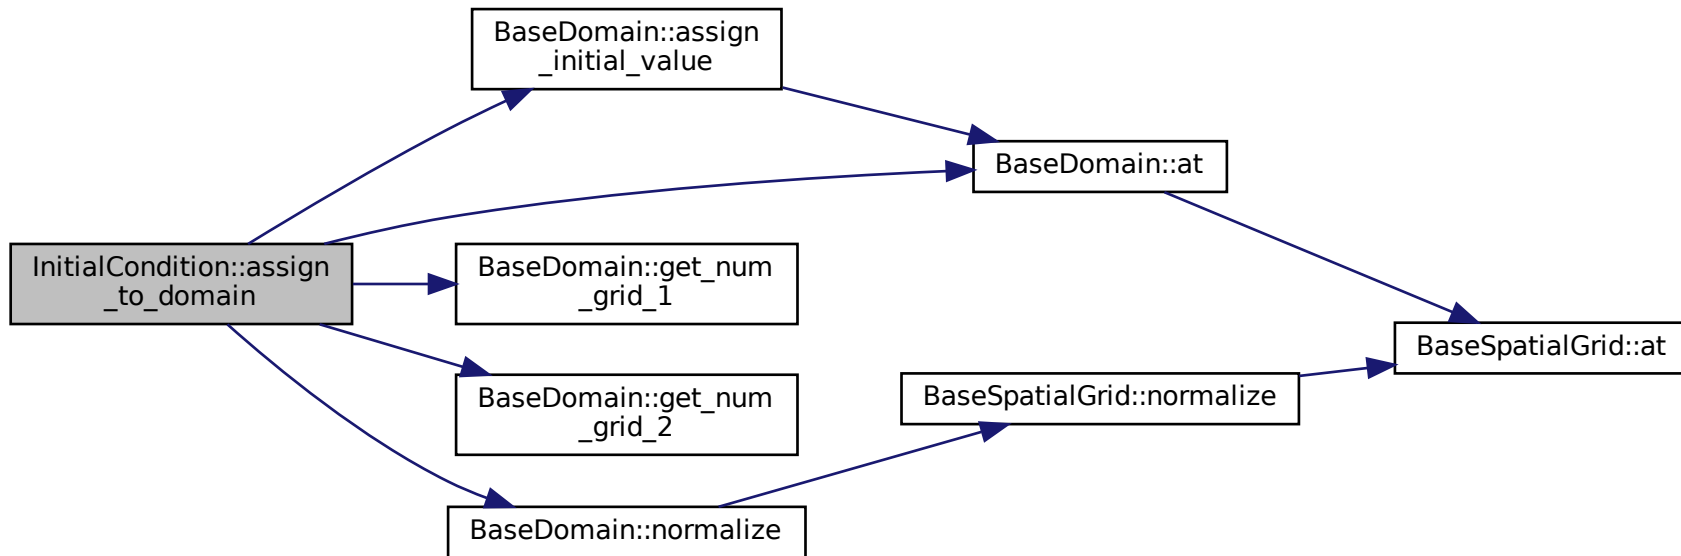 BaseDomain::assign
_initial_value
BaseDomain::at
InitialCondition::assign
_to_domain
BaseDomain::get_num
_grid_1
BaseSpatialGrid::at
BaseDomain::get_num
_grid_2
BaseSpatialGrid::normalize
BaseDomain::normalize